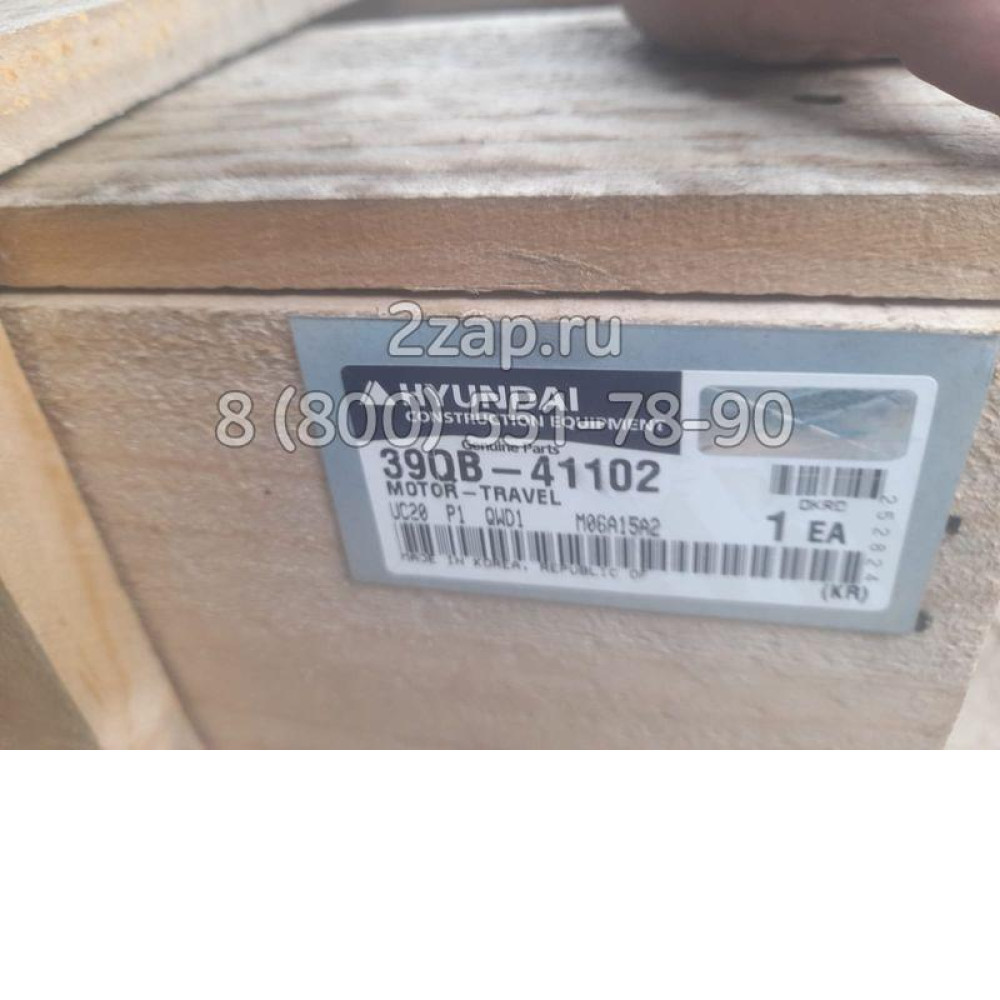 2zap.ru
8 (800) 551-78-90
HYUNDAI
CONSTRUCTION EQUIPMENT
Genuine Parts
39QB-41102
MOTOR-TRAVEL
UC20 P1 QWD1 M06A15A2
1 EA
MADE IN KOREA, REPUBLIC OF
(KR)
252824